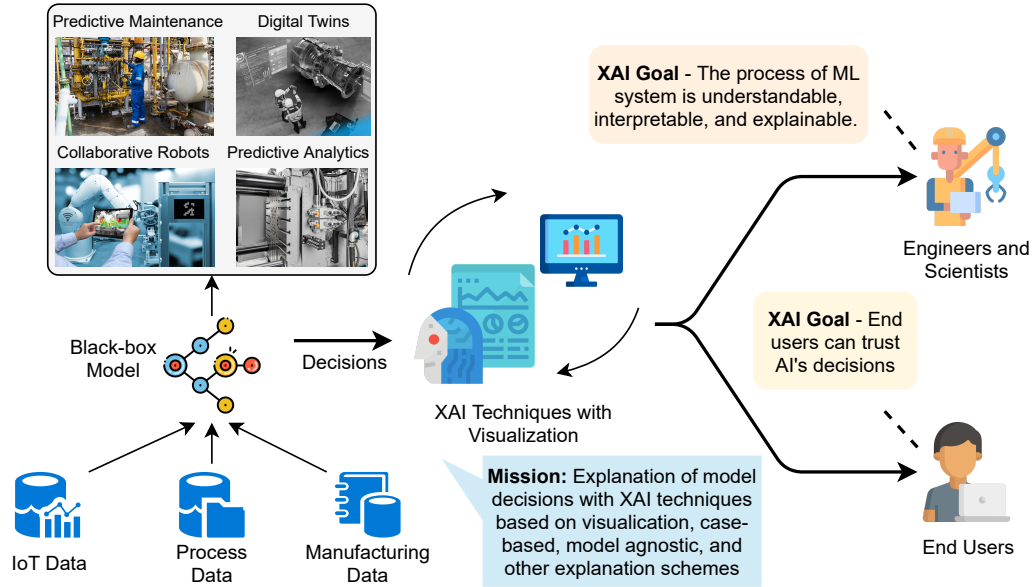 Predictive Maintenance
Digital Twins
Collaborative Robots
Predictive Analytics
Black-box
Model
Decisions
IoT Data
Process
Data
Manufacturing
Data
XAI Techniques with
Visualization
Mission: Explanation of model
decisions with XAI techniques
based on visualication, case-
based, model agnostic, and
other explanation schemes
XAI Goal - The process of ML
system is understandable,
interpretable, and explainable.
Engineers and
Scientists
XAI Goal - End
users can trust
AI's decisions
End Users